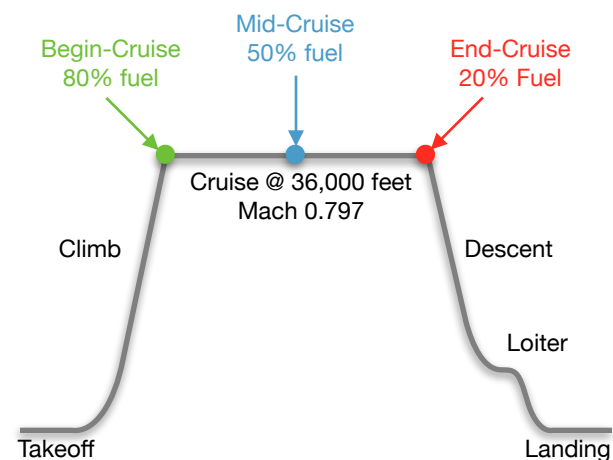 Mid-Cruise
50% fuel
Begin-Cruise
80% fuel
End-Cruise
20% Fuel
Cruise @ 36,000 feet
Mach 0.797
Climb
Descent
Loiter
Takeoff
Landing